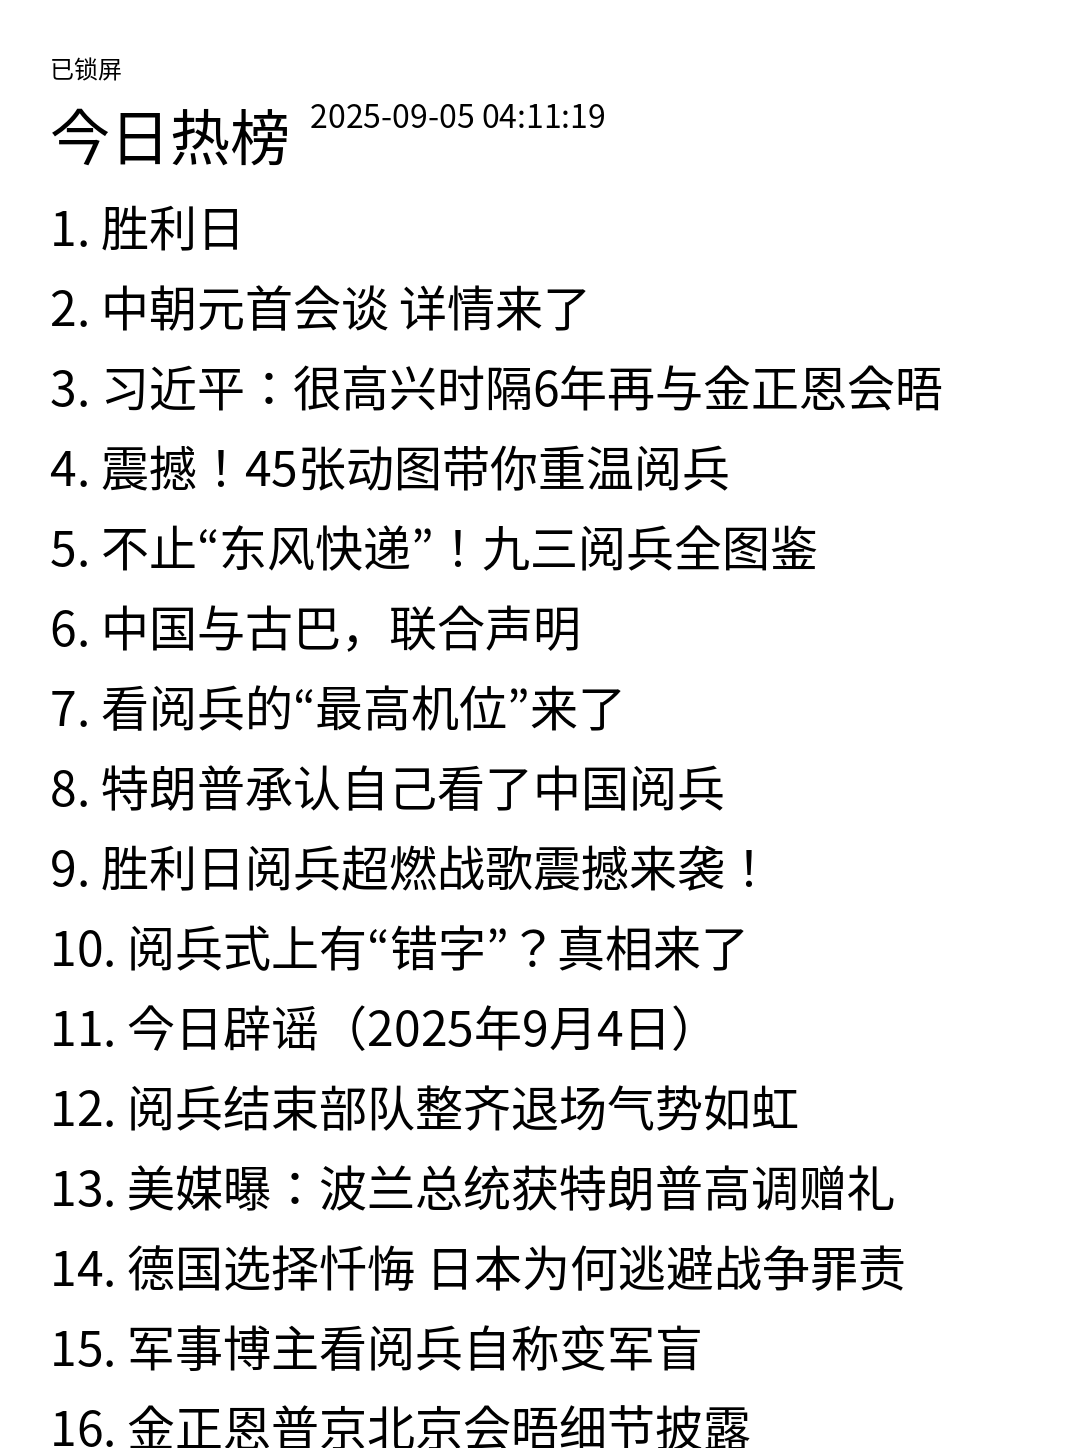 已锁屏
今日热榜 2025-09-05 04:11:19
1. 胜利日
2. 中朝元首会谈 详情来了
3. 习近平：很高兴时隔6年再与金正恩会晤
4. 震撼！45张动图带你重温阅兵
5. 不止“东风快递”！九三阅兵全图鉴
6. 中国与古巴，联合声明
7. 看阅兵的“最高机位”来了
8. 特朗普承认自己看了中国阅兵
9. 胜利日阅兵超燃战歌震撼来袭！
10. 阅兵式上有“错字”？真相来了
11. 今日辟谣（2025年9月4日）
12. 阅兵结束部队整齐退场气势如虹
13. 美媒曝：波兰总统获特朗普高调赠礼
14. 德国选择忏悔 日本为何逃避战争罪责
15. 军事博主看阅兵自称变军盲
16. 金正恩普京北京会晤细节披露